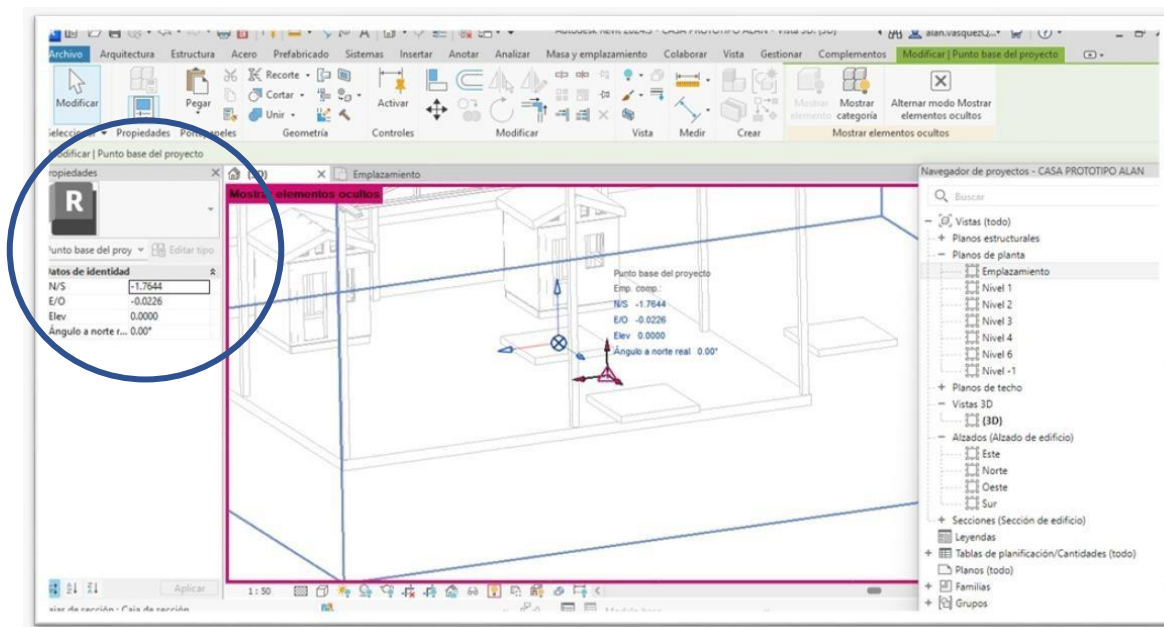 Autodesk Revit 2024.3 - CASA PROTOTIPO ALAN - Vista 3D: {3D}
alan.vasquezQ...
Archivo Arquitectura Estructura Acero Prefabricado Sistemas Insertar Anotar Analizar Masa y emplazamiento Colaborar Vista Gestionar Complementos Modificar | Punto base del proyecto
Modificar
Pegar
Recorte
Cortar
Unir
Activar
Mostrar elemento
Mostrar categoría
Alternar modo Mostrar elementos ocultos
Seleccionar Propiedades Portapapeles Geometría Controles Modificar Vista Medir Crear Mostrar elementos ocultos
Modificar | Punto base del proyecto
Propiedades
R
Punto base del proy
Editar tipo
Datos de identidad
N/S -1.7644
E/O -0.0226
Elev 0.0000
Ángulo a norte r... 0.00°
Aplicar
{3D}
Emplazamiento
Mostrar elementos ocultos
Punto base del proyecto
Emp. comp.:
N/S -1.7644
E/O -0.0226
Elev 0.0000
Ángulo a norte real 0.00°
1 : 50
Cajas de sección : Caja de sección
Modelo base
Navegador de proyectos - CASA PROTOTIPO ALAN
Buscar
Vistas (todo)
Planos estructurales
Planos de planta
Emplazamiento
Nivel 1
Nivel 2
Nivel 3
Nivel 4
Nivel 6
Nivel -1
Planos de techo
Vistas 3D
{3D}
Alzados (Alzado de edificio)
Este
Norte
Oeste
Sur
Secciones (Sección de edificio)
Leyendas
Tablas de planificación/Cantidades (todo)
Planos (todo)
Familias
Grupos